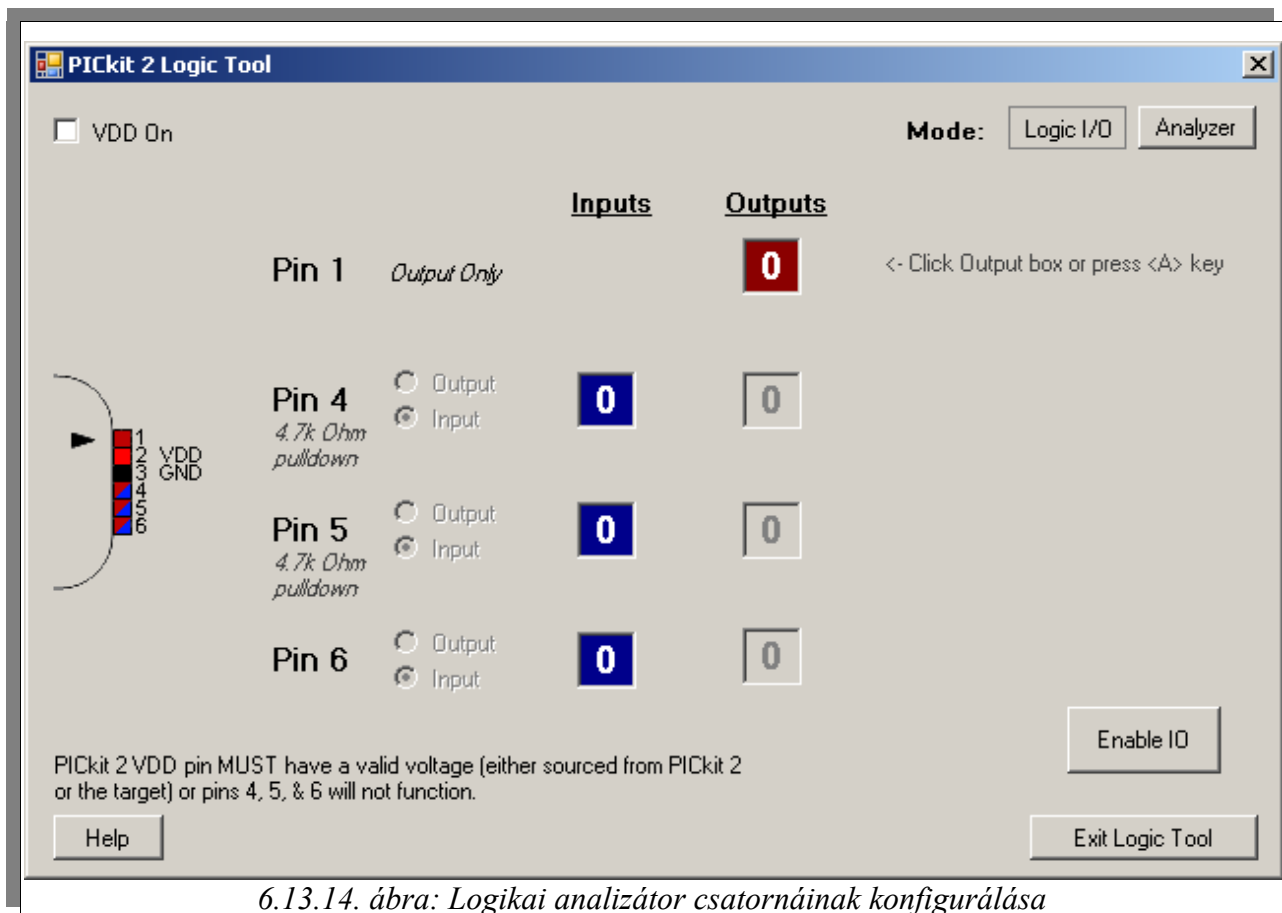 PICkit 2 Logic Tool
VDD On
Mode: Logic I/O Analyzer
Inputs Outputs
Pin 1 Output Only 0 <- Click Output box or press <A> key
Pin 4
4.7k Ohm
pulldown
Output
Input
0 0
1
2 VDD
3 GND
4
5
6
Pin 5
4.7k Ohm
pulldown
Output
Input
0 0
Pin 6
Output
Input
0 0
Enable IO
PICkit 2 VDD pin MUST have a valid voltage (either sourced from PICkit 2
or the target) or pins 4, 5, & 6 will not function.
Help Exit Logic Tool
6.13.14. ábra: Logikai analizátor csatornáinak konfigurálása